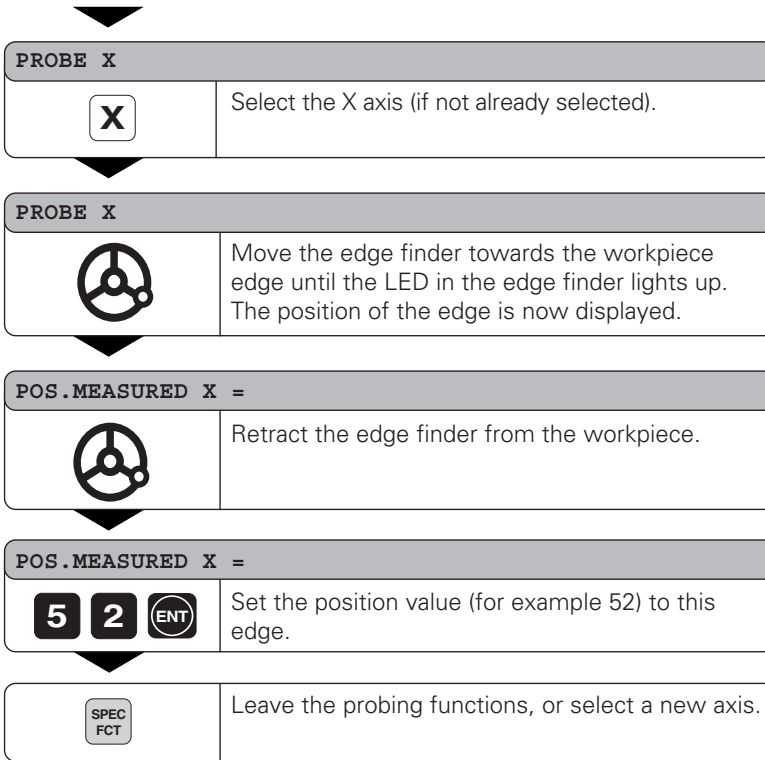 PROBE X
X
Select the X axis (if not already selected).
PROBE X
Move the edge finder towards the workpiece
edge until the LED in the edge finder lights up.
The position of the edge is now displayed.
POS.MEASURED X =
Retract the edge finder from the workpiece.
POS.MEASURED X =
5 2 ENT
Set the position value (for example 52) to this
edge.
SPEC
FCT
Leave the probing functions, or select a new axis.